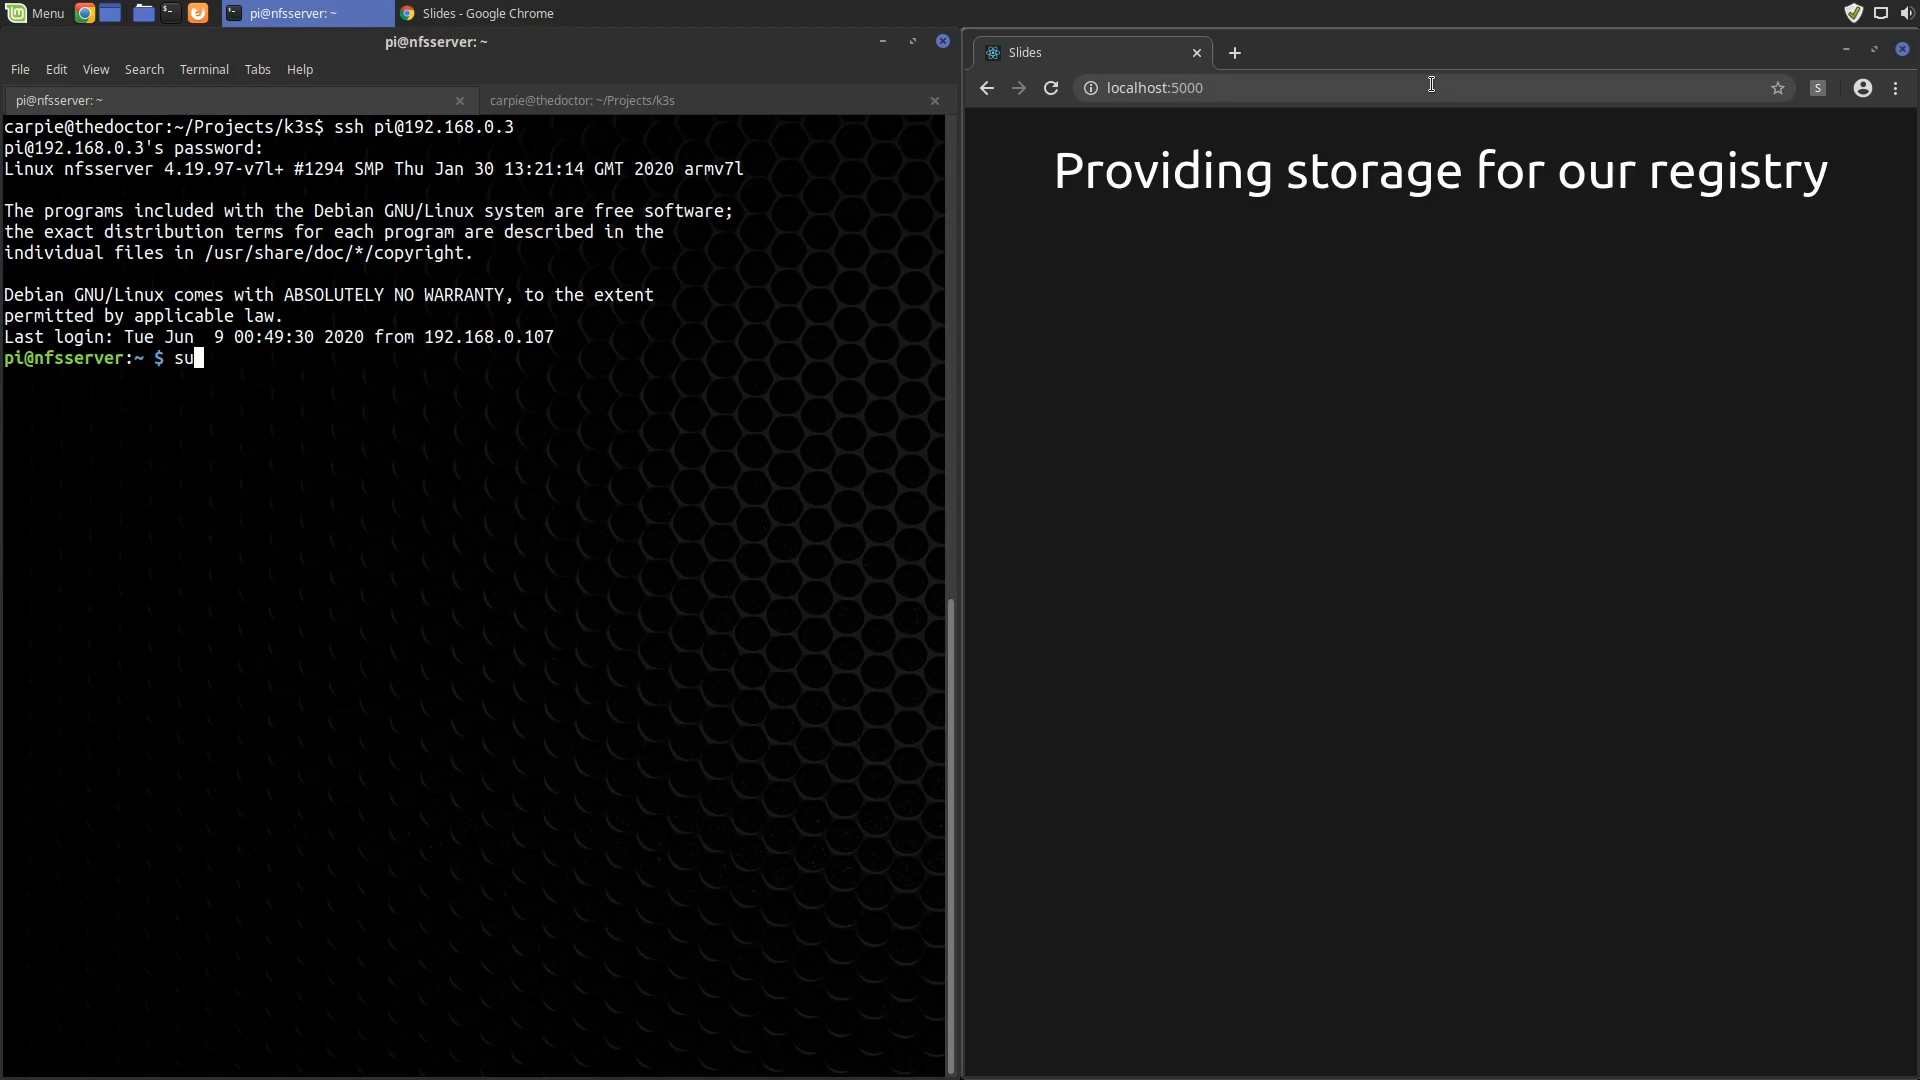 Menu
pi@nfsserver: ~
Slides - Google Chrome
pi@nfsserver: ~
File Edit View Search Terminal Tabs Help
pi@nfsserver: ~
carpie@thedoctor: ~/Projects/k3s
carpie@thedoctor:~/Projects/k3s$ ssh pi@192.168.0.3
pi@192.168.0.3's password:
Linux nfsserver 4.19.97-v7l+ #1294 SMP Thu Jan 30 13:21:14 GMT 2020 armv7l
The programs included with the Debian GNU/Linux system are free software;
the exact distribution terms for each program are described in the
individual files in /usr/share/doc/*/copyright.
Debian GNU/Linux comes with ABSOLUTELY NO WARRANTY, to the extent
permitted by applicable law.
Last login: Tue Jun  9 00:49:30 2020 from 192.168.0.107
pi@nfsserver:~ $ su
Slides
localhost:5000
S
Providing storage for our registry